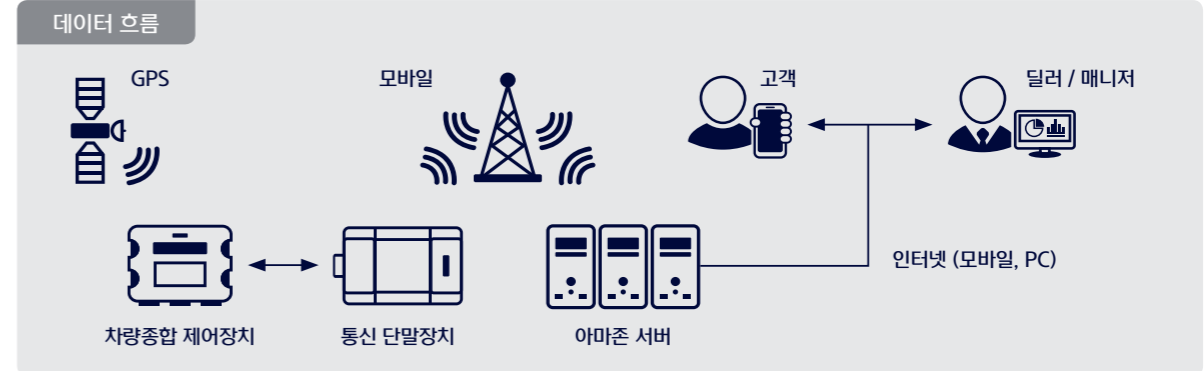 데이터 흐름
GPS
모바일
고객
딜러 / 매니저
인터넷 (모바일, PC)
차량종합 제어장치
통신 단말장치
아마존 서버